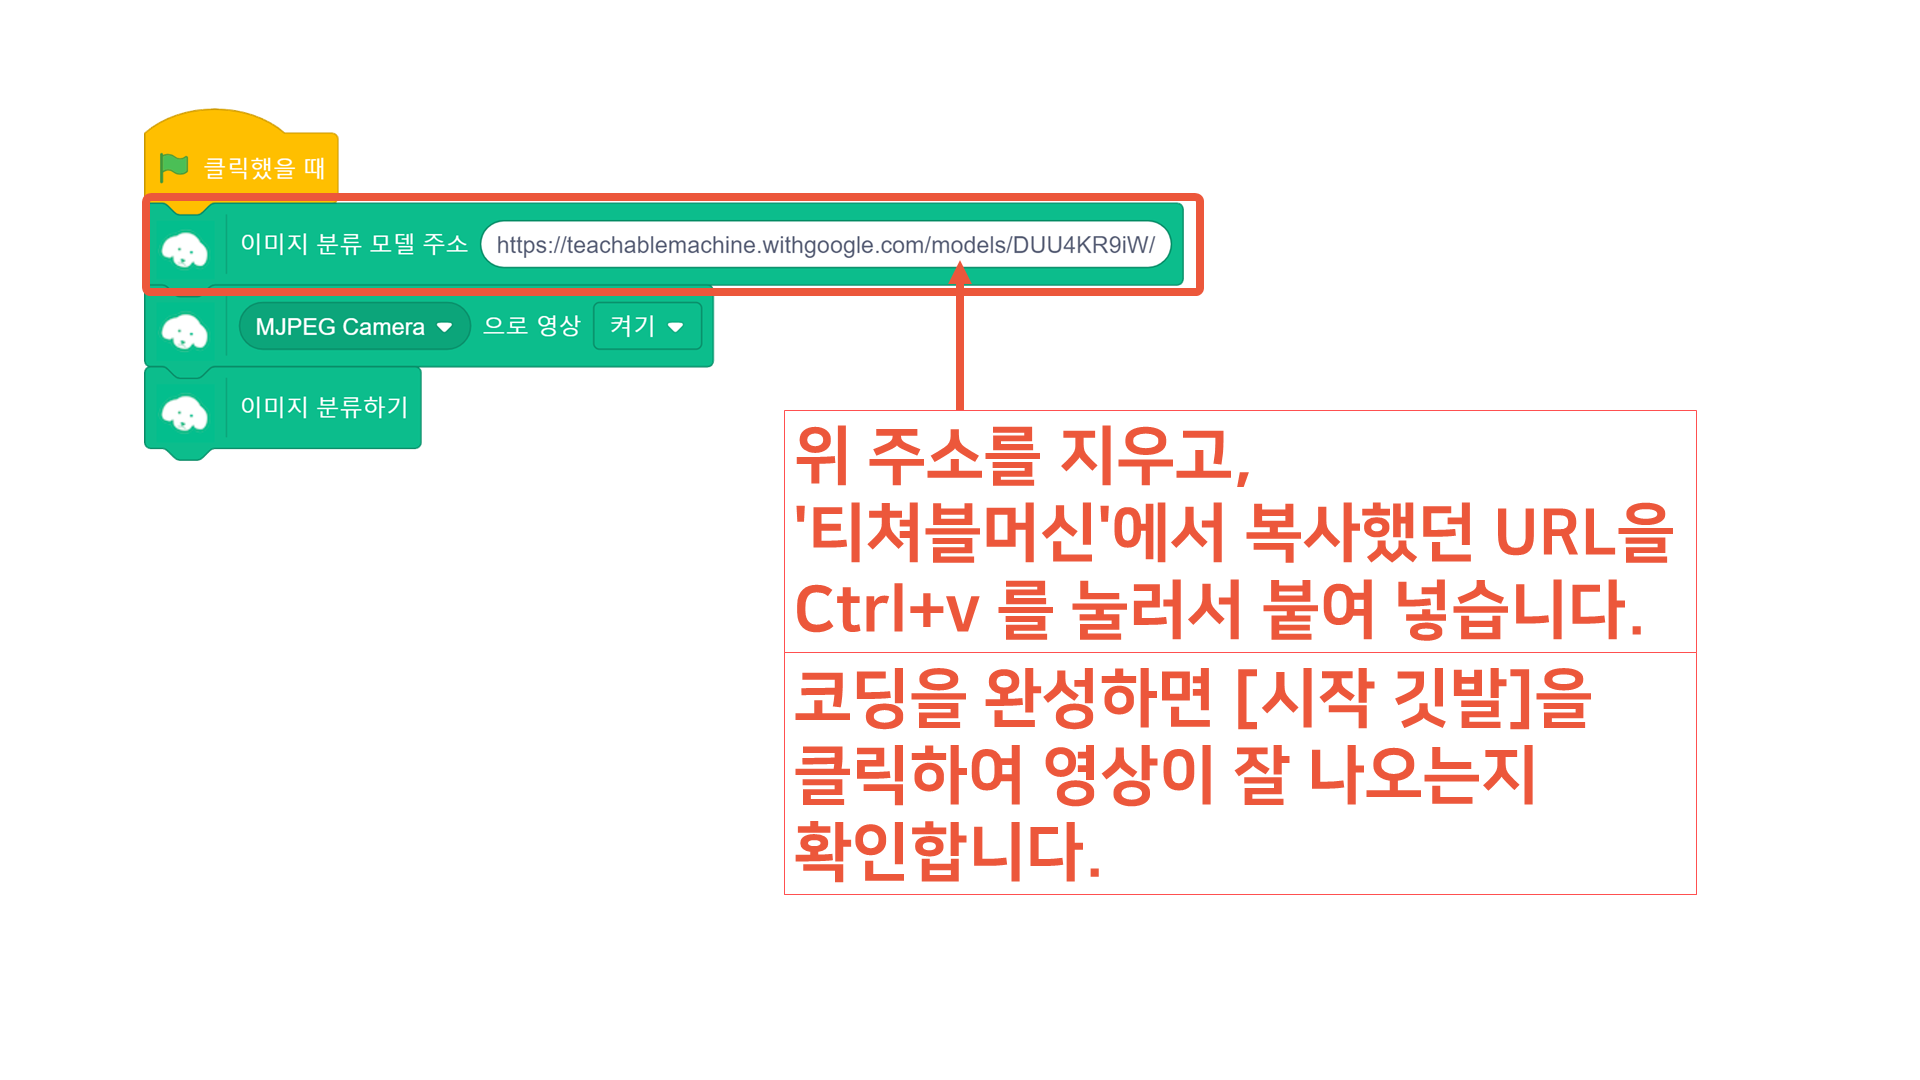 클릭했을 때
이미지 분류 모델 주소 https://teachablemachine.withgoogle.com/models/DUU4KR9iW/
MJPEG Camera 으로 영상 켜기
이미지 분류하기
위 주소를 지우고,
'티쳐블머신'에서 복사했던 URL을
Ctrl+v 를 눌러서 붙여 넣습니다.
코딩을 완성하면 [시작 깃발]을
클릭하여 영상이 잘 나오는지
확인합니다.